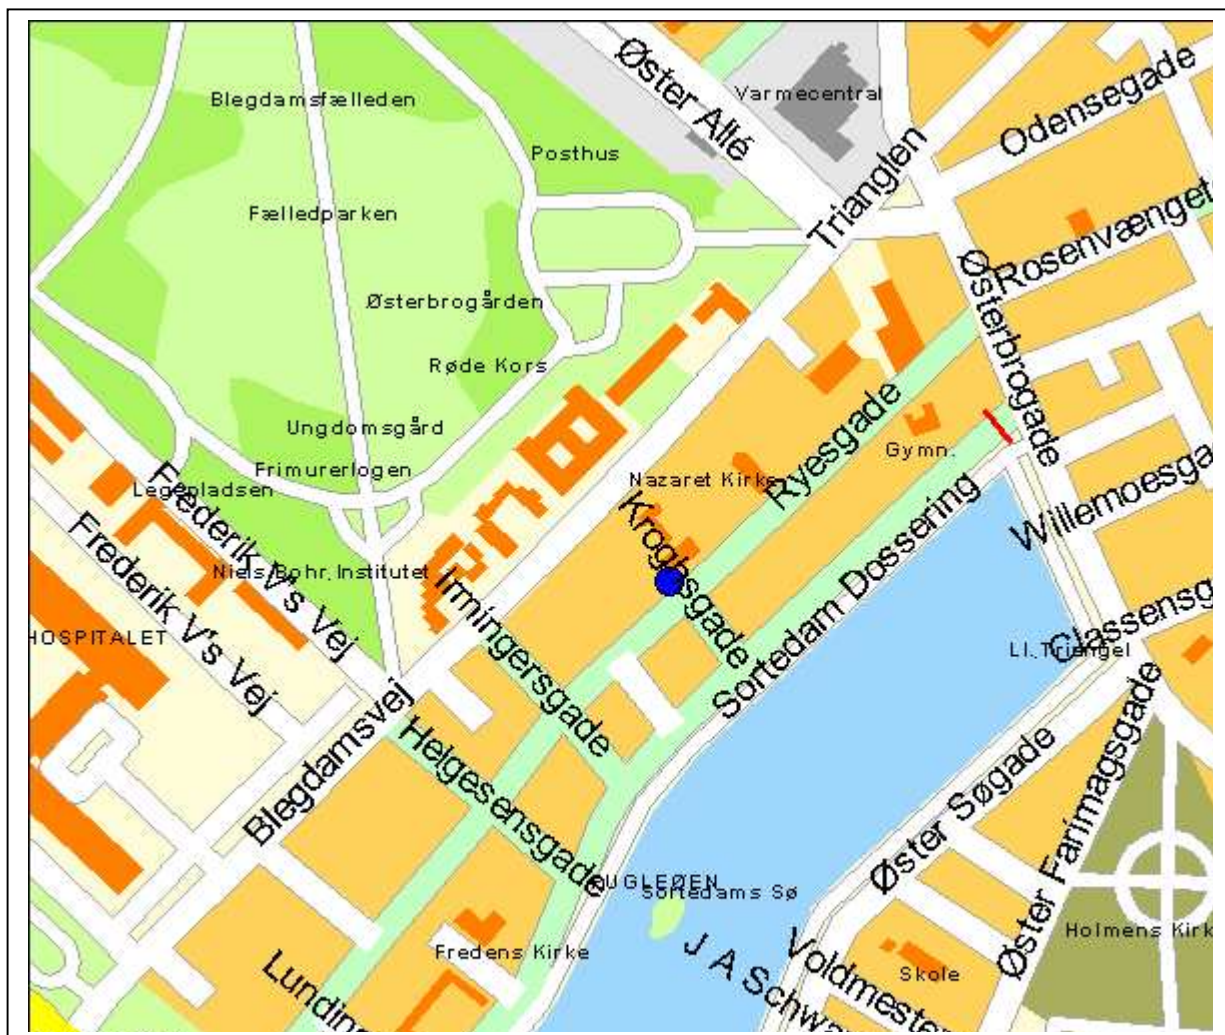 Øster Allé
Varmecentral
Blegdamsfælleden
Odensegade
Posthus
Trianglen
Fælledparken
Rosenvænget
Østerbrogade
Østerbrogården
Røde Kors
Ryesgade
Ungdomsgård
Gymn.
Frimurerlogen
Nazaret Kirke
Legepladsen
Frederik V's Vej
Frederik V's Vej
Kroghsgade
Sortedam Dossering
Willemoesga
Niels Bohr Institutet
Irmingersgade
Classensg
HOSPITALET
Ll. Triangel
Blegdamsvej
Helgesensgade
Øster Søgade
Øster Farimagsgade
FUGLEØEN
Sortedams Sø
Holmens Kirk
Fredens Kirke
J A Schwa
Voldmester
Skole
Lunding